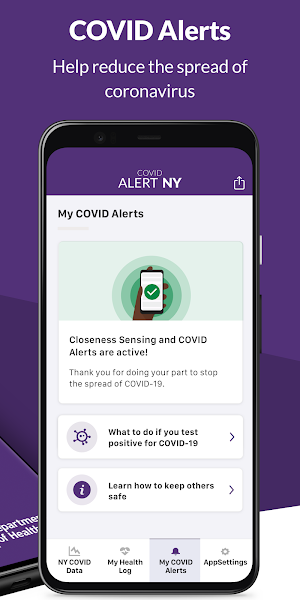 COVID Alerts
Help reduce the spread of
coronavirus
COVID
ALERT NY
My COVID Alerts
Closeness Sensing and COVID
Alerts are active!
Thank you for doing your part to stop
the spread of COVID-19.
What to do if you test
positive for COVID-19
i
Learn how to keep others
safe
NY COVID
Data
My Health
Log
My COVID
Alerts
AppSettings
of Health